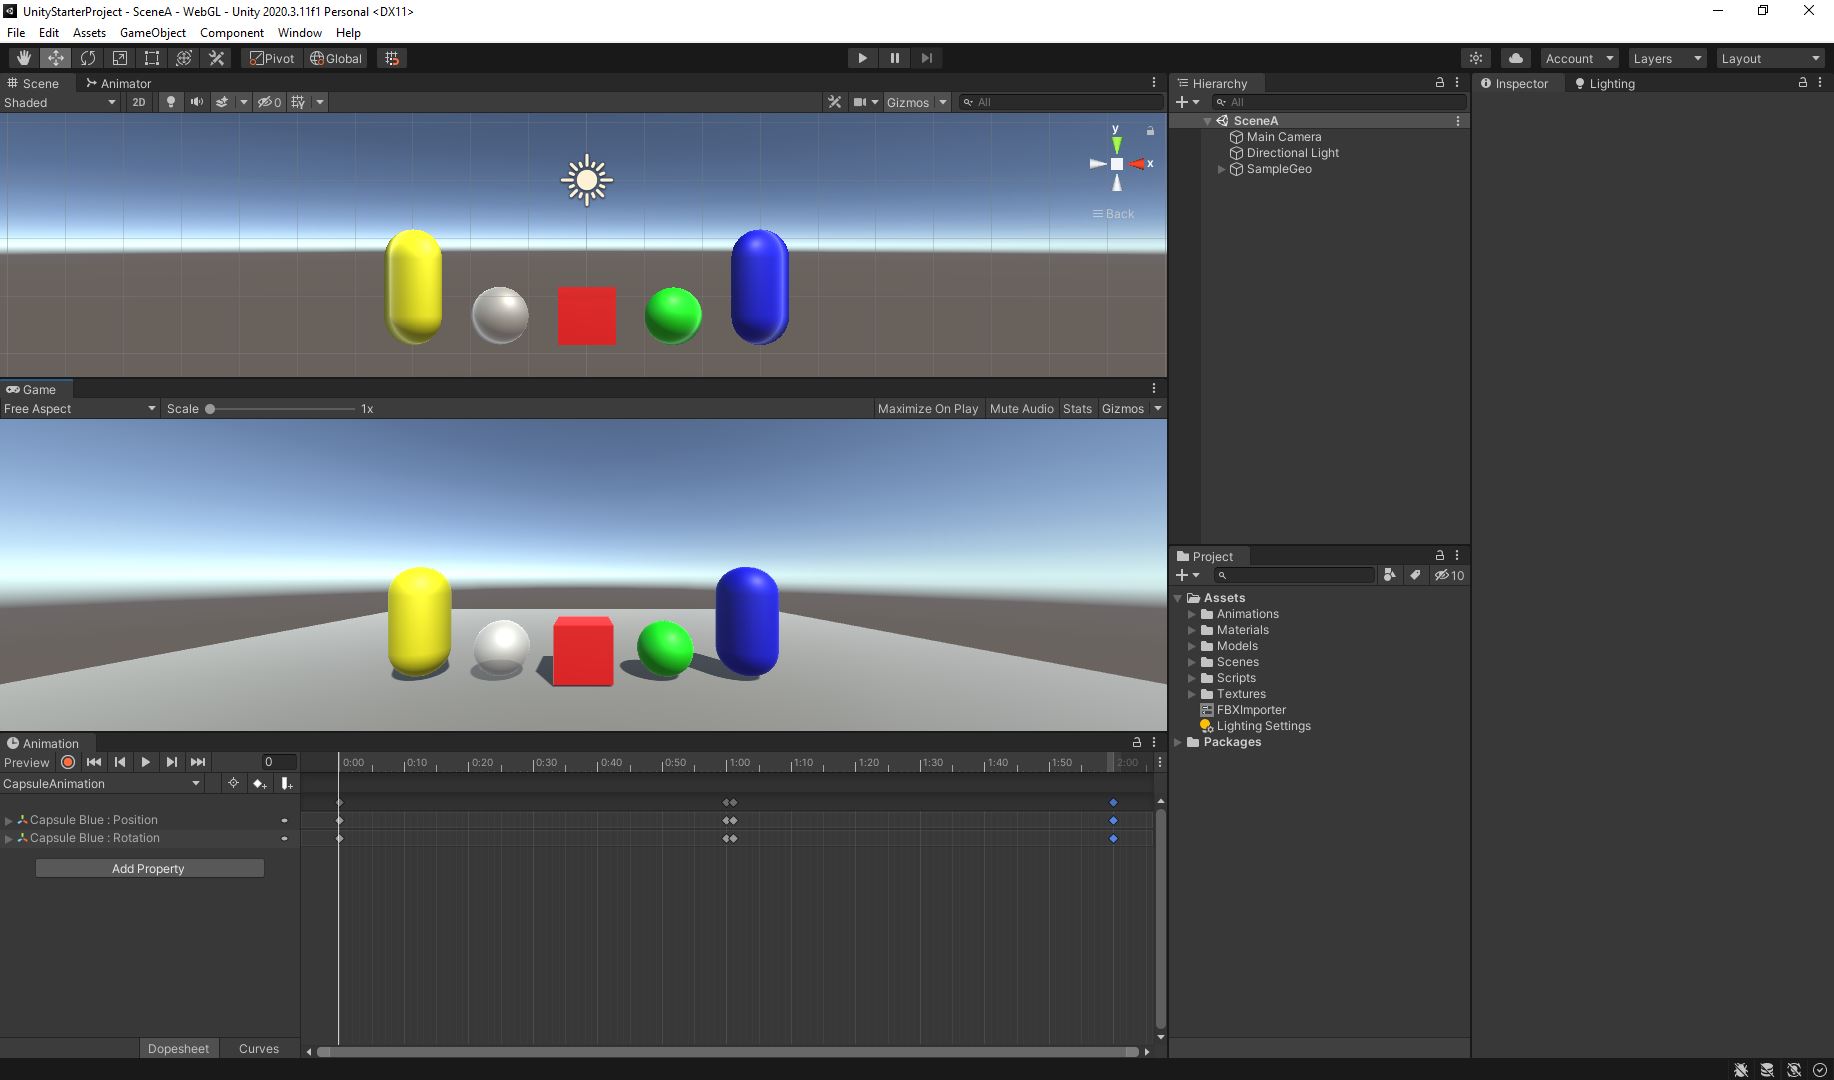 UnityStarterProject - SceneA - WebGL - Unity 2020.3.11f1 Personal <DX11>
File Edit Assets GameObject Component Window Help
Pivot Global Account Layers Layout
Scene Animator
Shaded 2D 0 Gizmos All
y
x
Back
Game
Free Aspect Scale 1x Maximize On Play Mute Audio Stats Gizmos
Animation
Preview 0 0:00 0:10 0:20 0:30 0:40 0:50 1:00 1:10 1:20 1:30 1:40 1:50 2:00
CapsuleAnimation
Capsule Blue : Position
Capsule Blue : Rotation
Add Property
Dopesheet Curves
Hierarchy
All
SceneA
Main Camera
Directional Light
SampleGeo
Project
10
Assets
Animations
Materials
Models
Scenes
Scripts
Textures
FBXImporter
Lighting Settings
Packages
Inspector Lighting